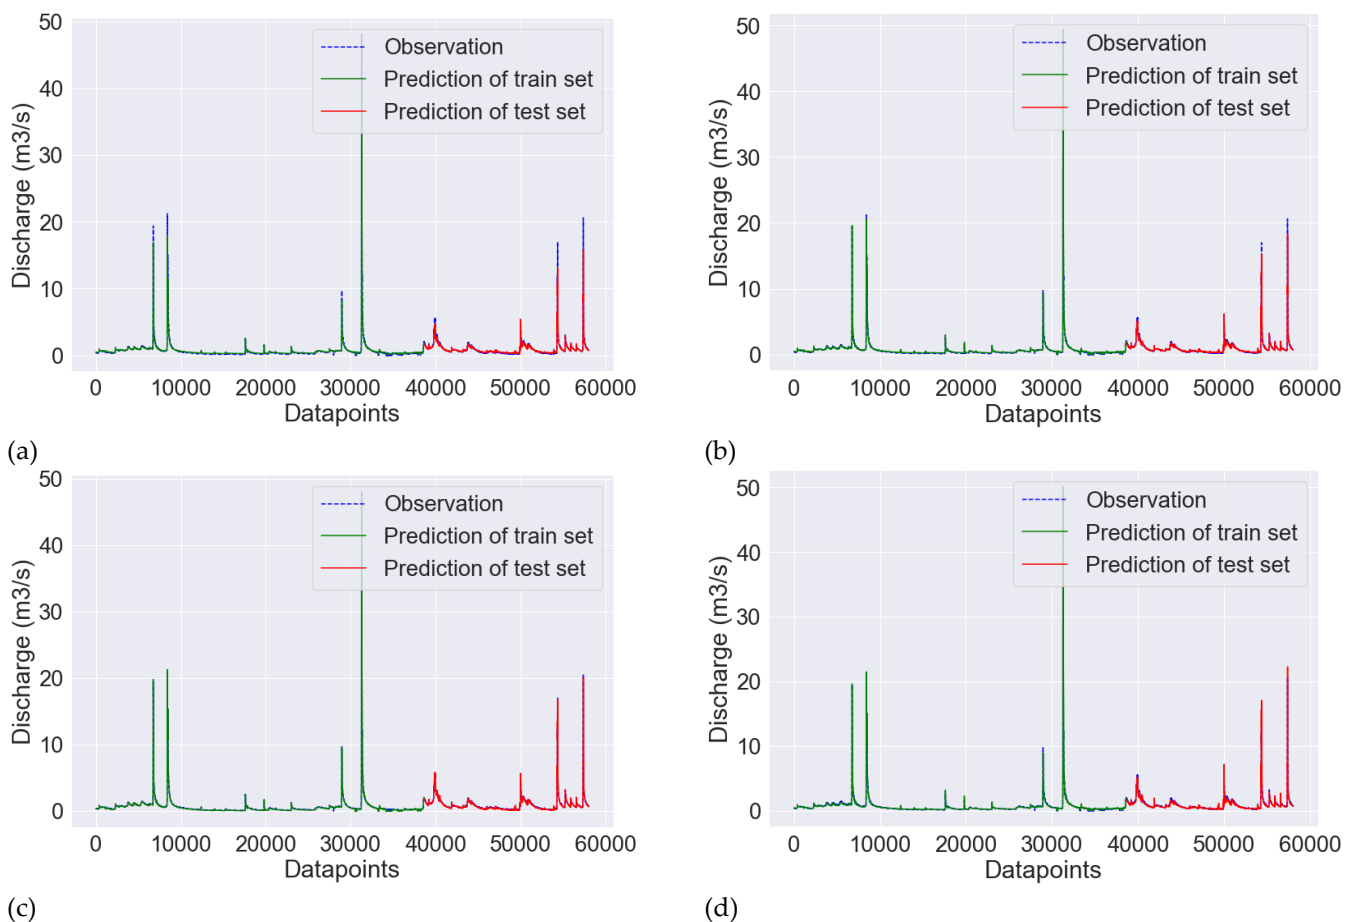 50
40
30
20
10
0
Discharge (m3/s)
Observation
Prediction of train set
Prediction of test set
0 10000 20000 30000 40000 50000 60000
Datapoints
(a)
50
40
30
20
10
0
Discharge (m3/s)
Observation
Prediction of train set
Prediction of test set
0 10000 20000 30000 40000 50000 60000
Datapoints
(b)
50
40
30
20
10
0
Discharge (m3/s)
Observation
Prediction of train set
Prediction of test set
0 10000 20000 30000 40000 50000 60000
Datapoints
(c)
50
40
30
20
10
0
Discharge (m3/s)
Observation
Prediction of train set
Prediction of test set
0 10000 20000 30000 40000 50000 60000
Datapoints
(d)